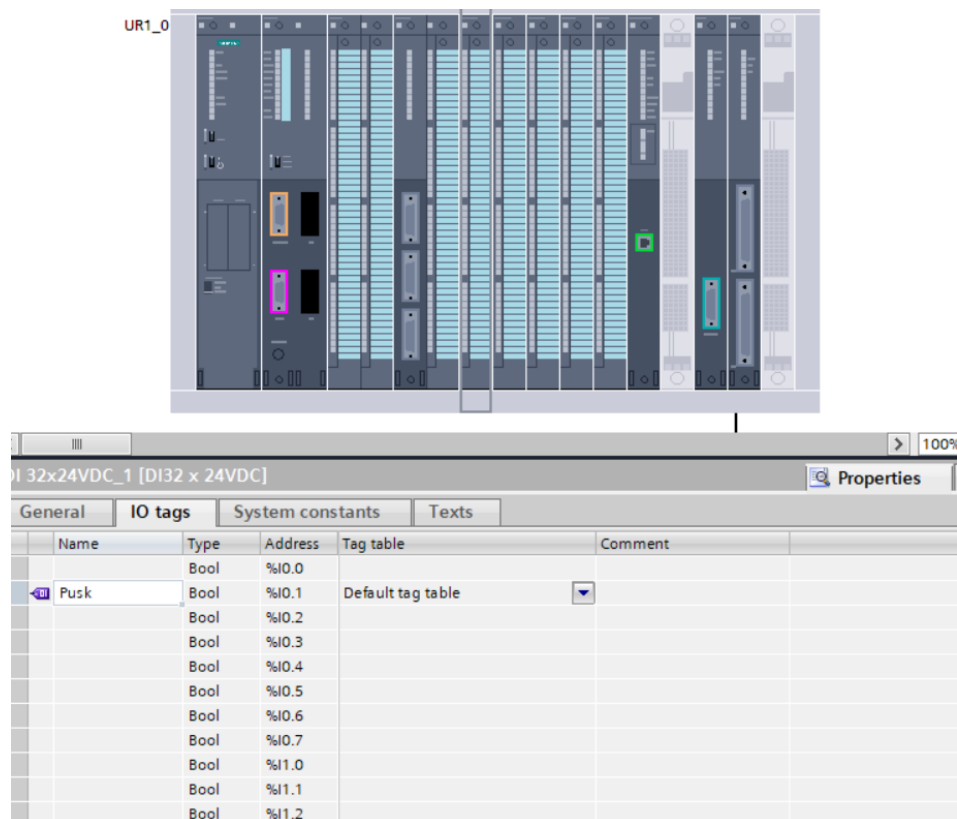 UR1_0
SIEMENS
100%
DI 32x24VDC_1 [DI32 x 24VDC]
Properties
General IO tags System constants Texts
Name Type Address Tag table Comment
Bool %I0.0
Pusk Bool %I0.1 Default tag table
Bool %I0.2
Bool %I0.3
Bool %I0.4
Bool %I0.5
Bool %I0.6
Bool %I0.7
Bool %I1.0
Bool %I1.1
Bool %I1.2